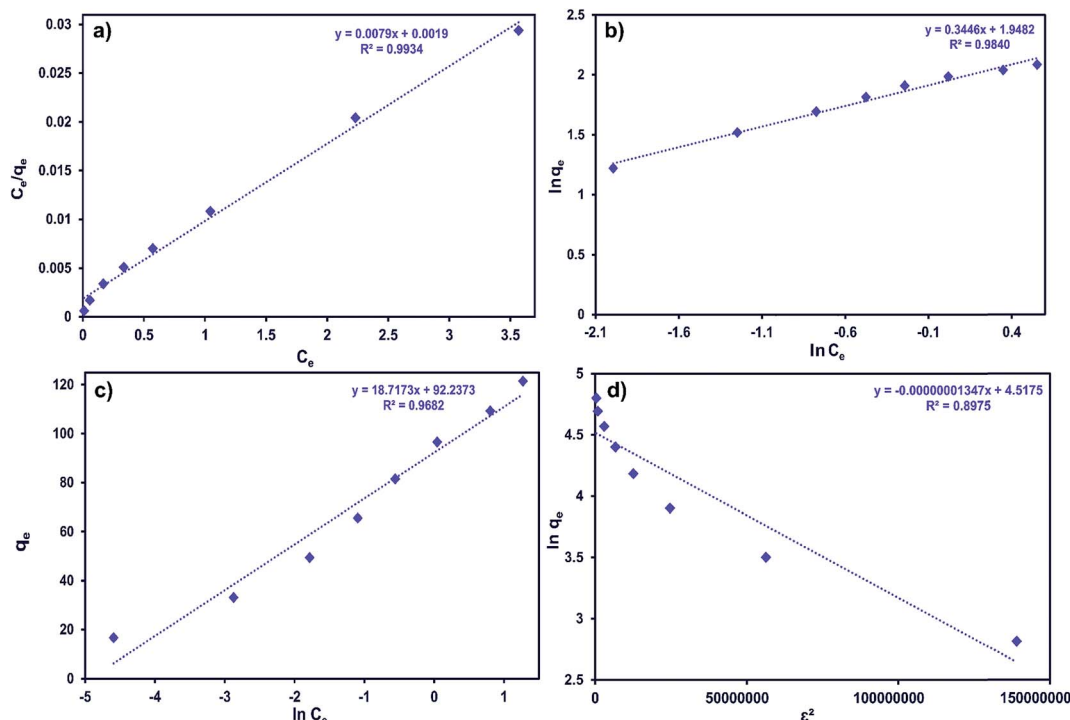 a)
y = 0.0079x + 0.0019
R² = 0.9934
0.03
0.025
0.02
0.015
0.01
0.005
0
Cₑ/qₑ
0 0.5 1 1.5 2 2.5 3 3.5
Cₑ
b)
y = 0.3446x + 1.9482
R² = 0.9840
2.5
2
1.5
1
0.5
0
ln qₑ
-2.1 -1.6 -1.1 -0.6 -0.1 0.4
ln Cₑ
c)
y = 18.7173x + 92.2373
R² = 0.9682
120
100
80
60
40
20
0
qₑ
-5 -4 -3 -2 -1 0 1
ln Cₑ
d)
y = -0.00000001347x + 4.5175
R² = 0.8975
5
4.5
4
3.5
3
2.5
ln qₑ
0 50000000 100000000 150000000
ε²